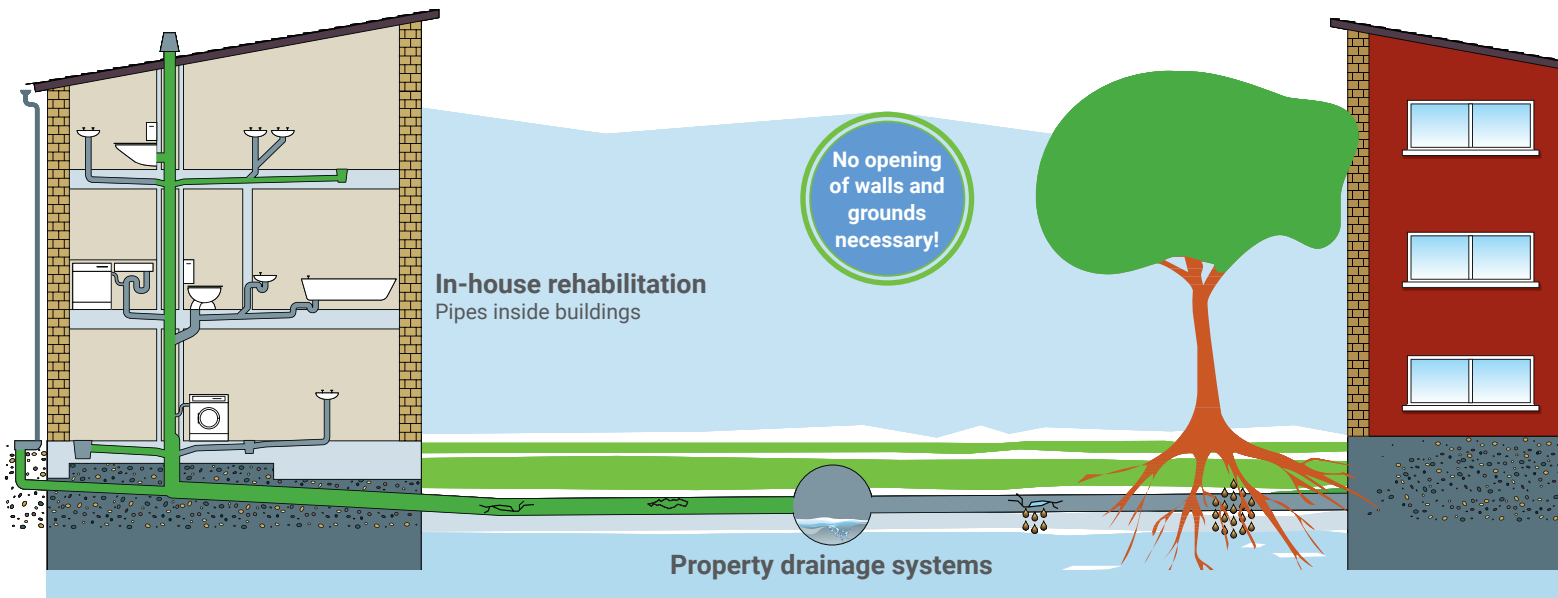 No opening
of walls and
grounds
necessary!
In-house rehabilitation
Pipes inside buildings
Property drainage systems